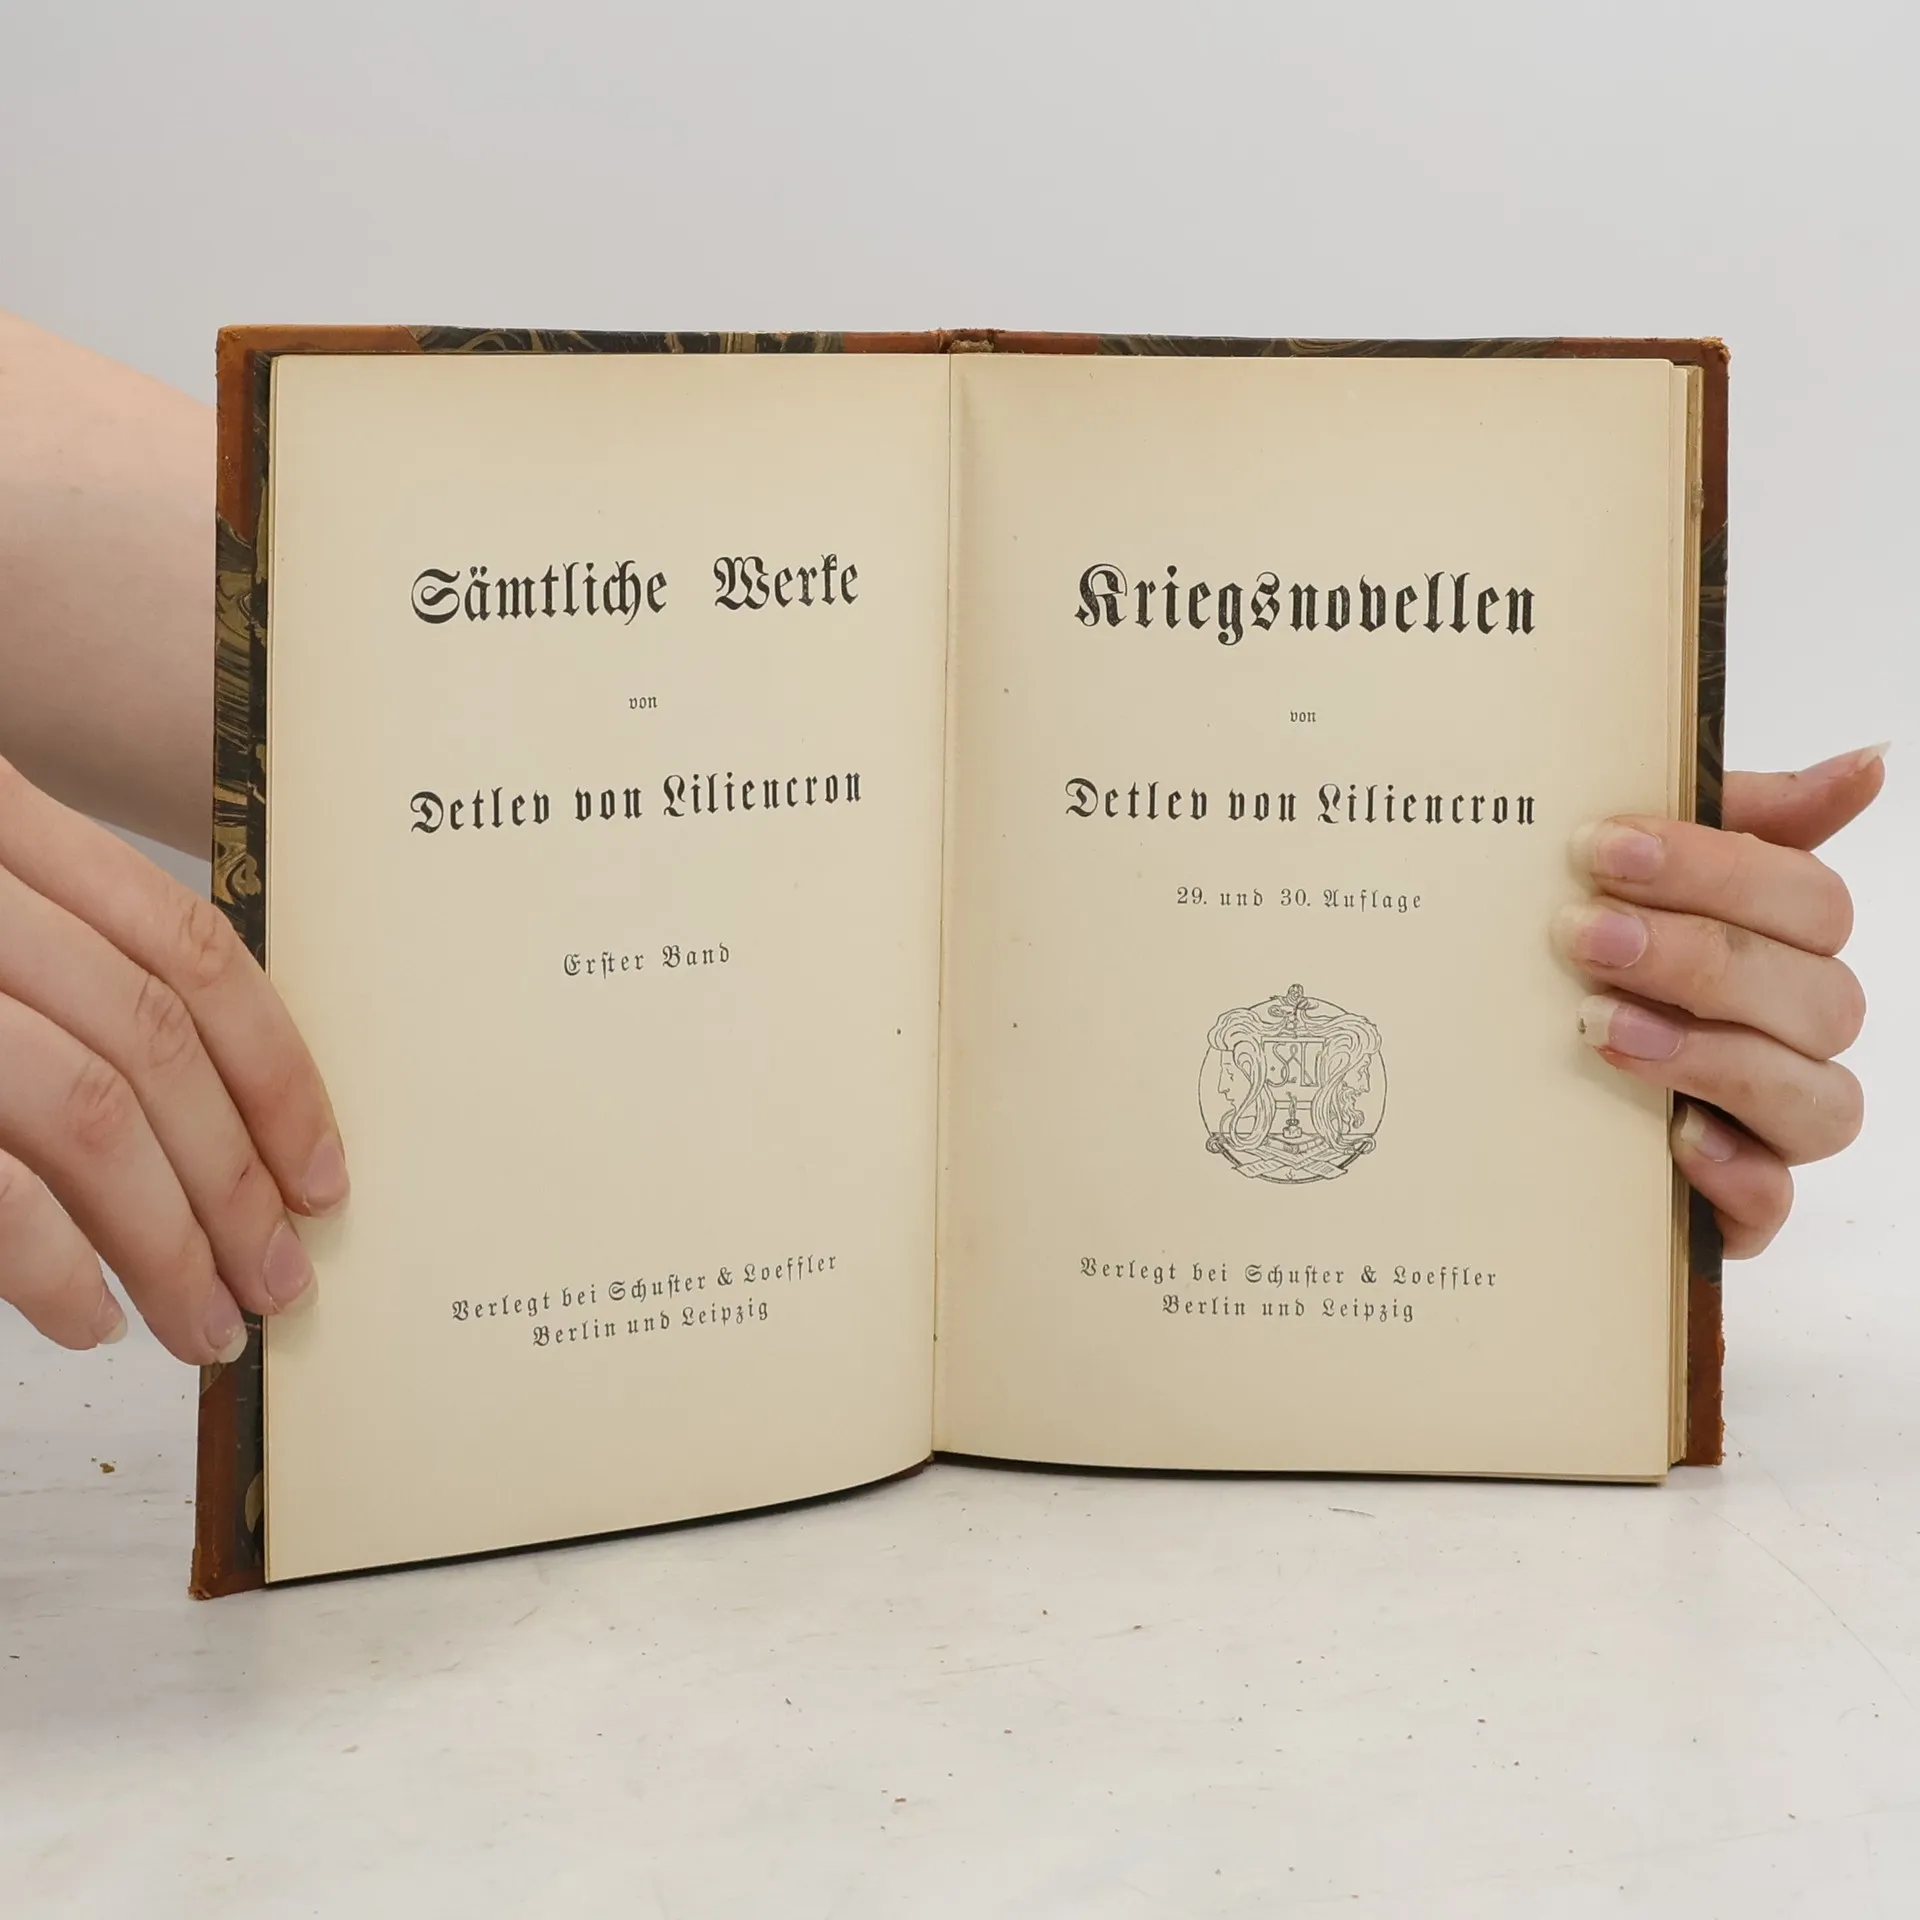 Sämtliche Werke
von
Detlev von Liliencron
Erster Band
Verlegt bei Schuster & Loeffler
Berlin und Leipzig
Kriegsnovellen
von
Detlev von Liliencron
29. und 30. Auflage
S&L
Verlegt bei Schuster & Loeffler
Berlin und Leipzig